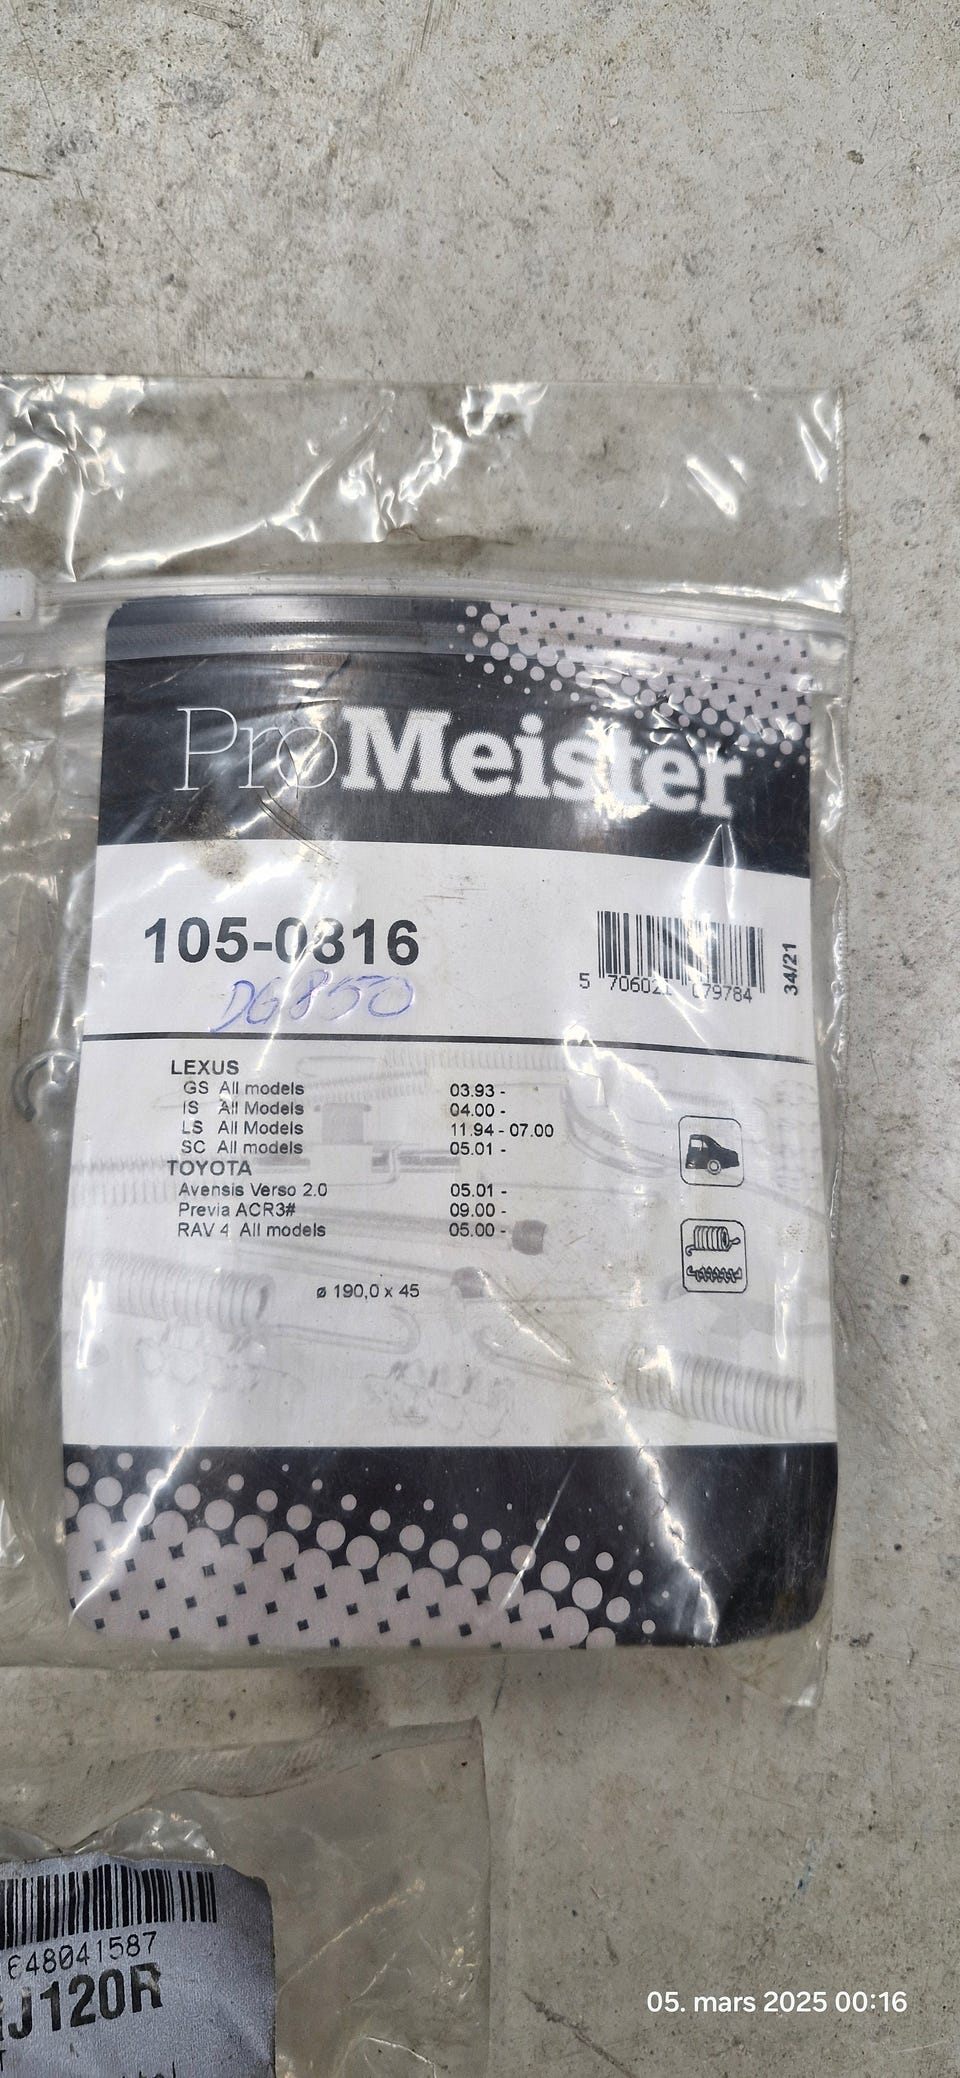 ProMeister
105-0816
DG850
5 706021 079784
34/21
LEXUS
GS All models 03.93 -
IS All Models 04.00 -
LS All Models 11.94 - 07.00
SC All models 05.01 -
TOYOTA
Avensis Verso 2.0 05.01 -
Previa ACR3# 09.00 -
RAV 4 All models 05.00 -
ø 190,0 x 45
648041587
J120R
05. mars 2025 00:16